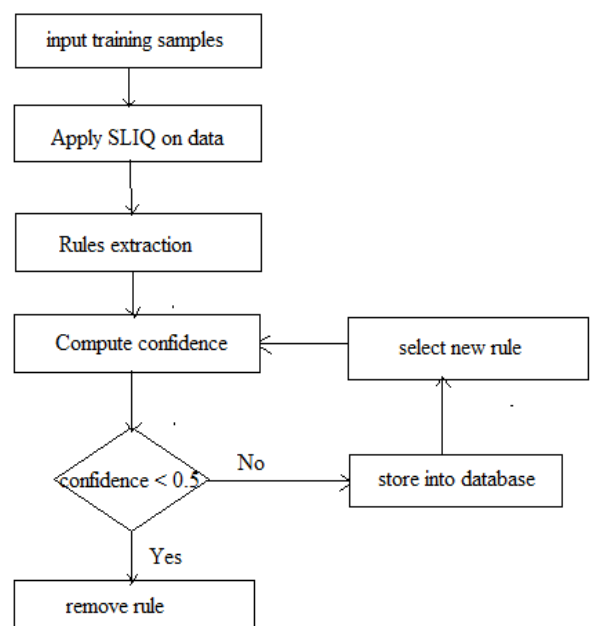 input training samples
Apply SLIQ on data
Rules extraction
Compute confidence
select new rule
confidence < 0.5
No
store into database
Yes
remove rule